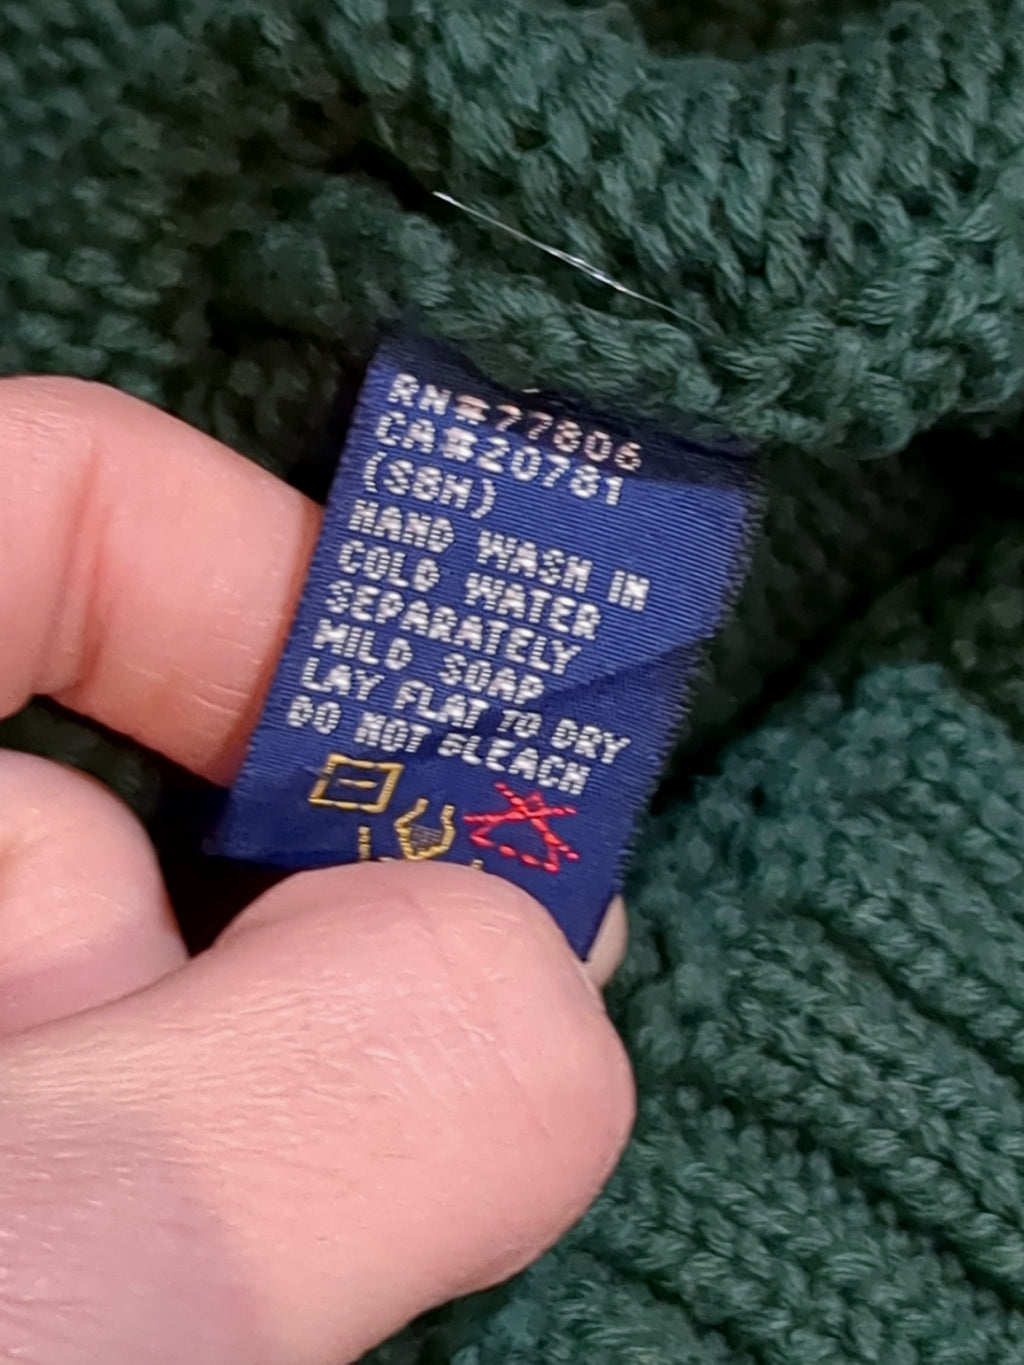 RN#77806
CA#20781
(SBH)
HAND WASH IN
COLD WATER
SEPARATELY
MILD SOAP
LAY FLAT TO DRY
DO NOT BLEACH